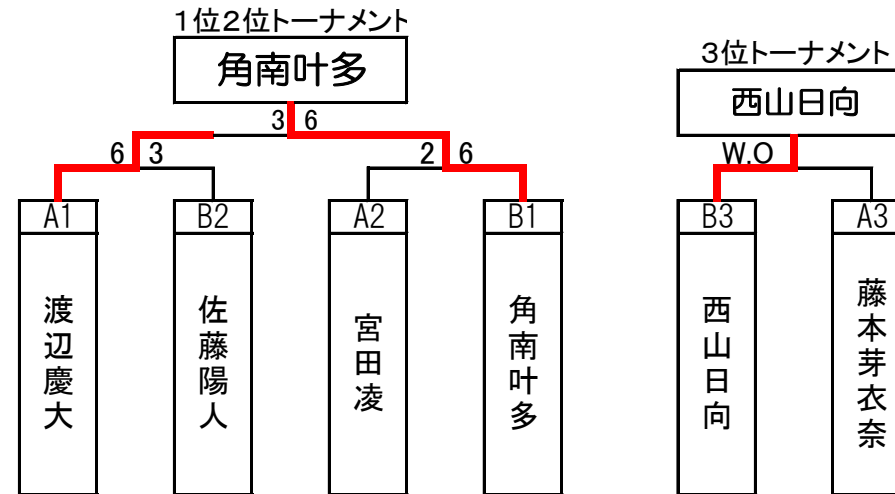 1位2位トーナメント
角南叶多
3 6
6 3
2 6
A1
B2
A2
B1
渡辺慶大
佐藤陽人
宮田凌
角南叶多
3位トーナメント
西山日向
W.O
B3
A3
西山日向
藤本芽衣奈